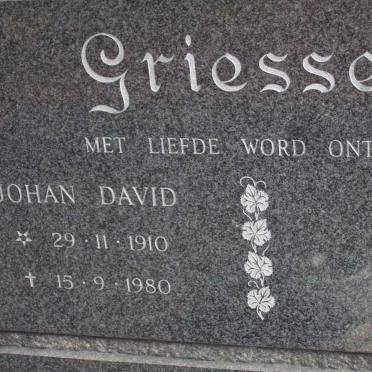 Griesse
MET LIEFDE WORD ONT
JOHAN DAVID
29·11·1910
15·9·1980